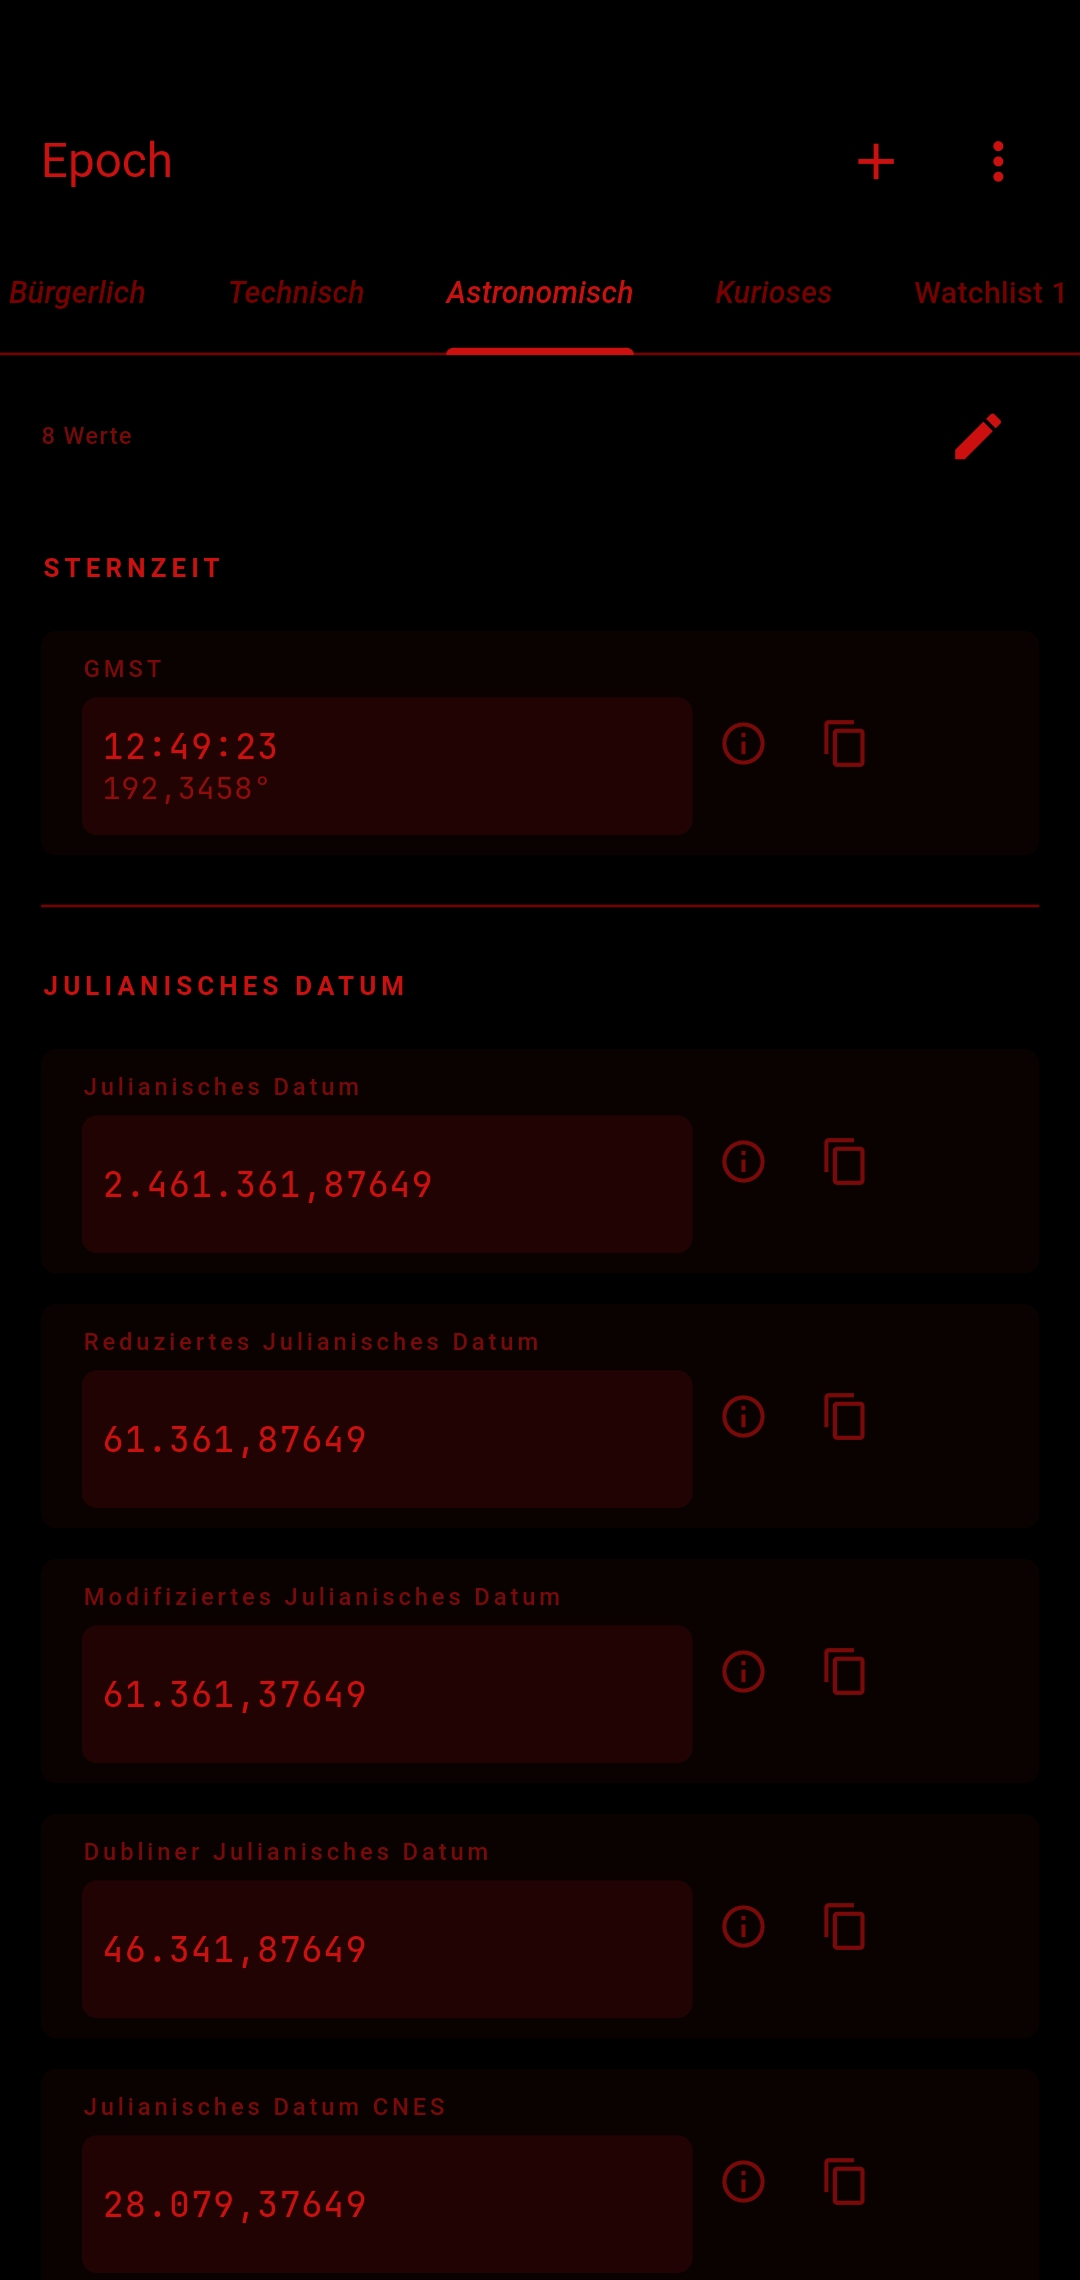 Epoch
Bürgerlich Technisch Astronomisch Kurioses Watchlist 1
8 Werte
STERNZEIT
GMST
12:49:23
192,3458°
JULIANISCHES DATUM
Julianisches Datum
2.461.361,87649
Reduziertes Julianisches Datum
61.361,87649
Modifiziertes Julianisches Datum
61.361,37649
Dubliner Julianisches Datum
46.341,87649
Julianisches Datum CNES
28.079,37649